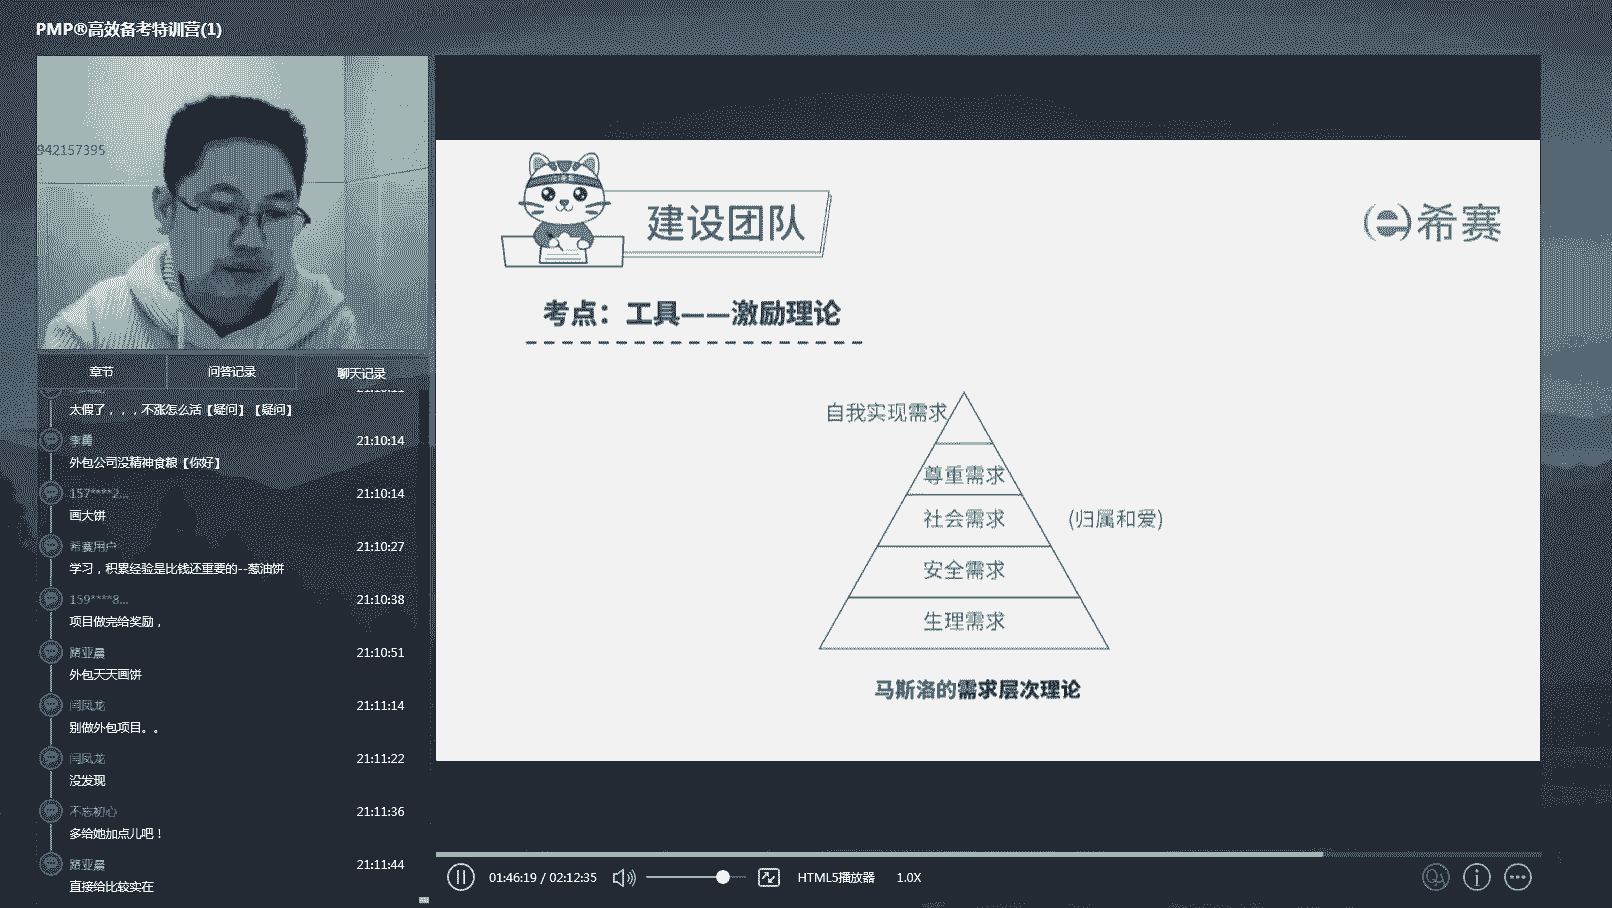 PMP®高效备考特训营(1)
942157395
章节
问答记录
聊天记录
太假了，，，不涨怎么活【疑问】【疑问】
李勇
21:10:14
外包公司没精神食粮【你好】
157****2...
21:10:14
画大饼
希赛用户
21:10:27
学习，积累经验是比钱还重要的--葱油饼
159****8...
21:10:38
项目做完给奖励，
路亚晨
21:10:51
外包天天画饼
闫凤龙
21:11:14
别做外包项目。。
闫凤龙
21:11:22
没发现
不忘初心
21:11:36
多给她加点儿吧！
路亚晨
21:11:44
直接给比较实在
建设团队
希赛
考点：工具——激励理论
自我实现需求
尊重需求
社会需求
(归属和爱)
安全需求
生理需求
马斯洛的需求层次理论
01:46:19 / 02:12:35
HTML5播放器
1.0X